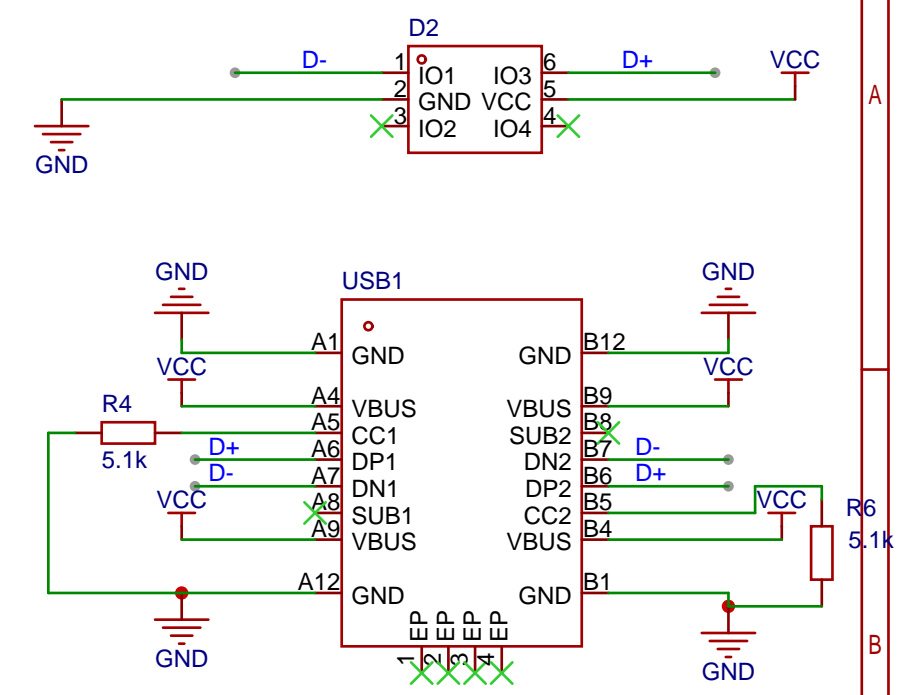 D2
D- 1 IO1 IO3 6 D+ VCC
2 GND VCC 5
3 IO2 IO4 4
GND
A
GND USB1 GND
A1 GND GND B12
VCC VCC
A4 VBUS VBUS B9
R4 A5 CC1 SUB2 B8
5.1k D+ A6 DP1 DN2 B7 D-
D- A7 DN1 DP2 B6 D+
VCC A8 SUB1 CC2 B5 VCC R6
A9 VBUS VBUS B4 5.1k
A12 GND GND B1
EP EP EP EP
1 2 3 4
GND GND
B